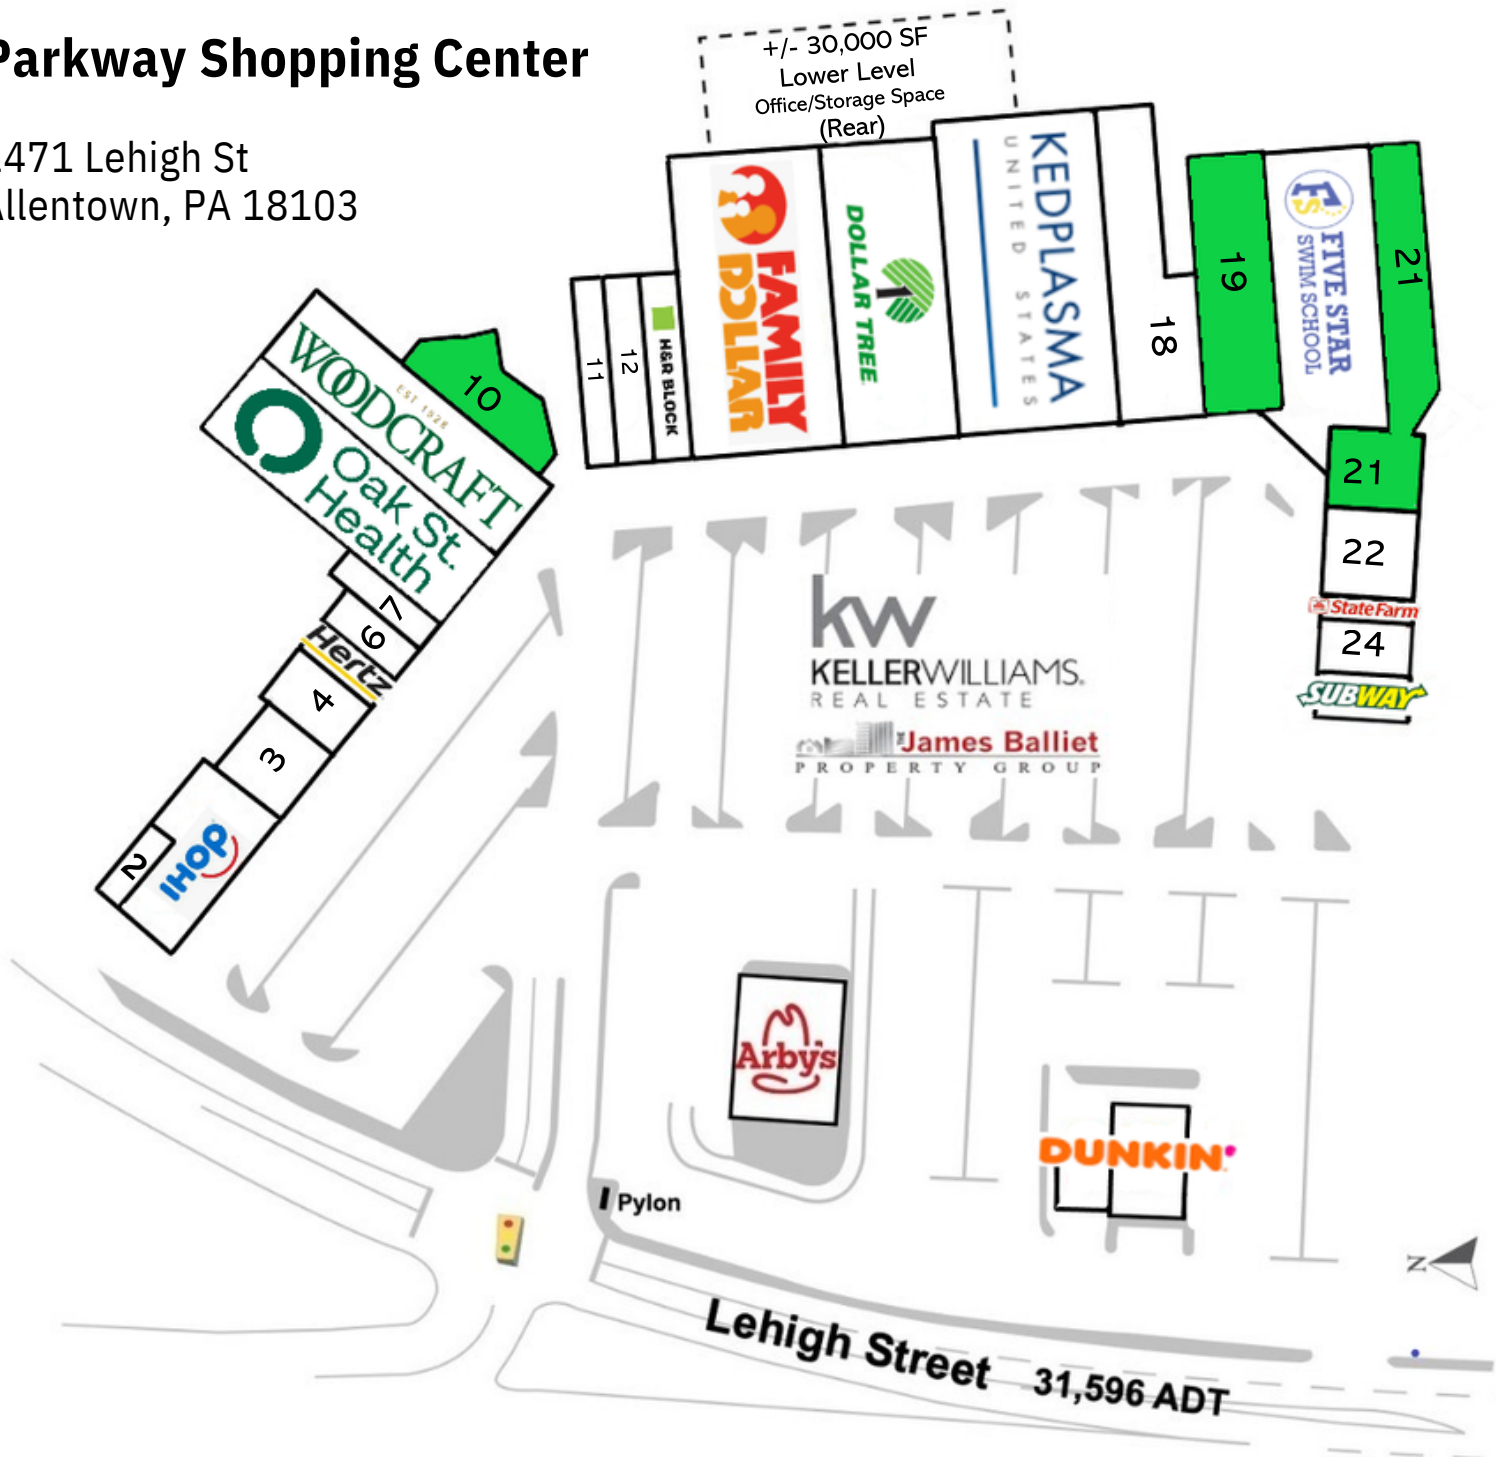 Parkway Shopping Center
1471 Lehigh St
Allentown, PA 18103
+/- 30,000 SF
Lower Level
Office/Storage Space
(Rear)
WOODCRAFT
EST 1928
Oak St.
Health
10
7
6
Hertz
4
3
2
IHOP
11
12
H&R BLOCK
FAMILY
DOLLAR
DOLLAR TREE
KEDPLASMA
UNITED STATES
18
19
FS
FIVE STAR
SWIM SCHOOL
21
21
22
StateFarm
24
SUBWAY
kw
KELLERWILLIAMS.
REAL ESTATE
THE James Balliet
PROPERTY GROUP
Arby's
DUNKIN'
Pylon
N
Lehigh Street 31,596 ADT